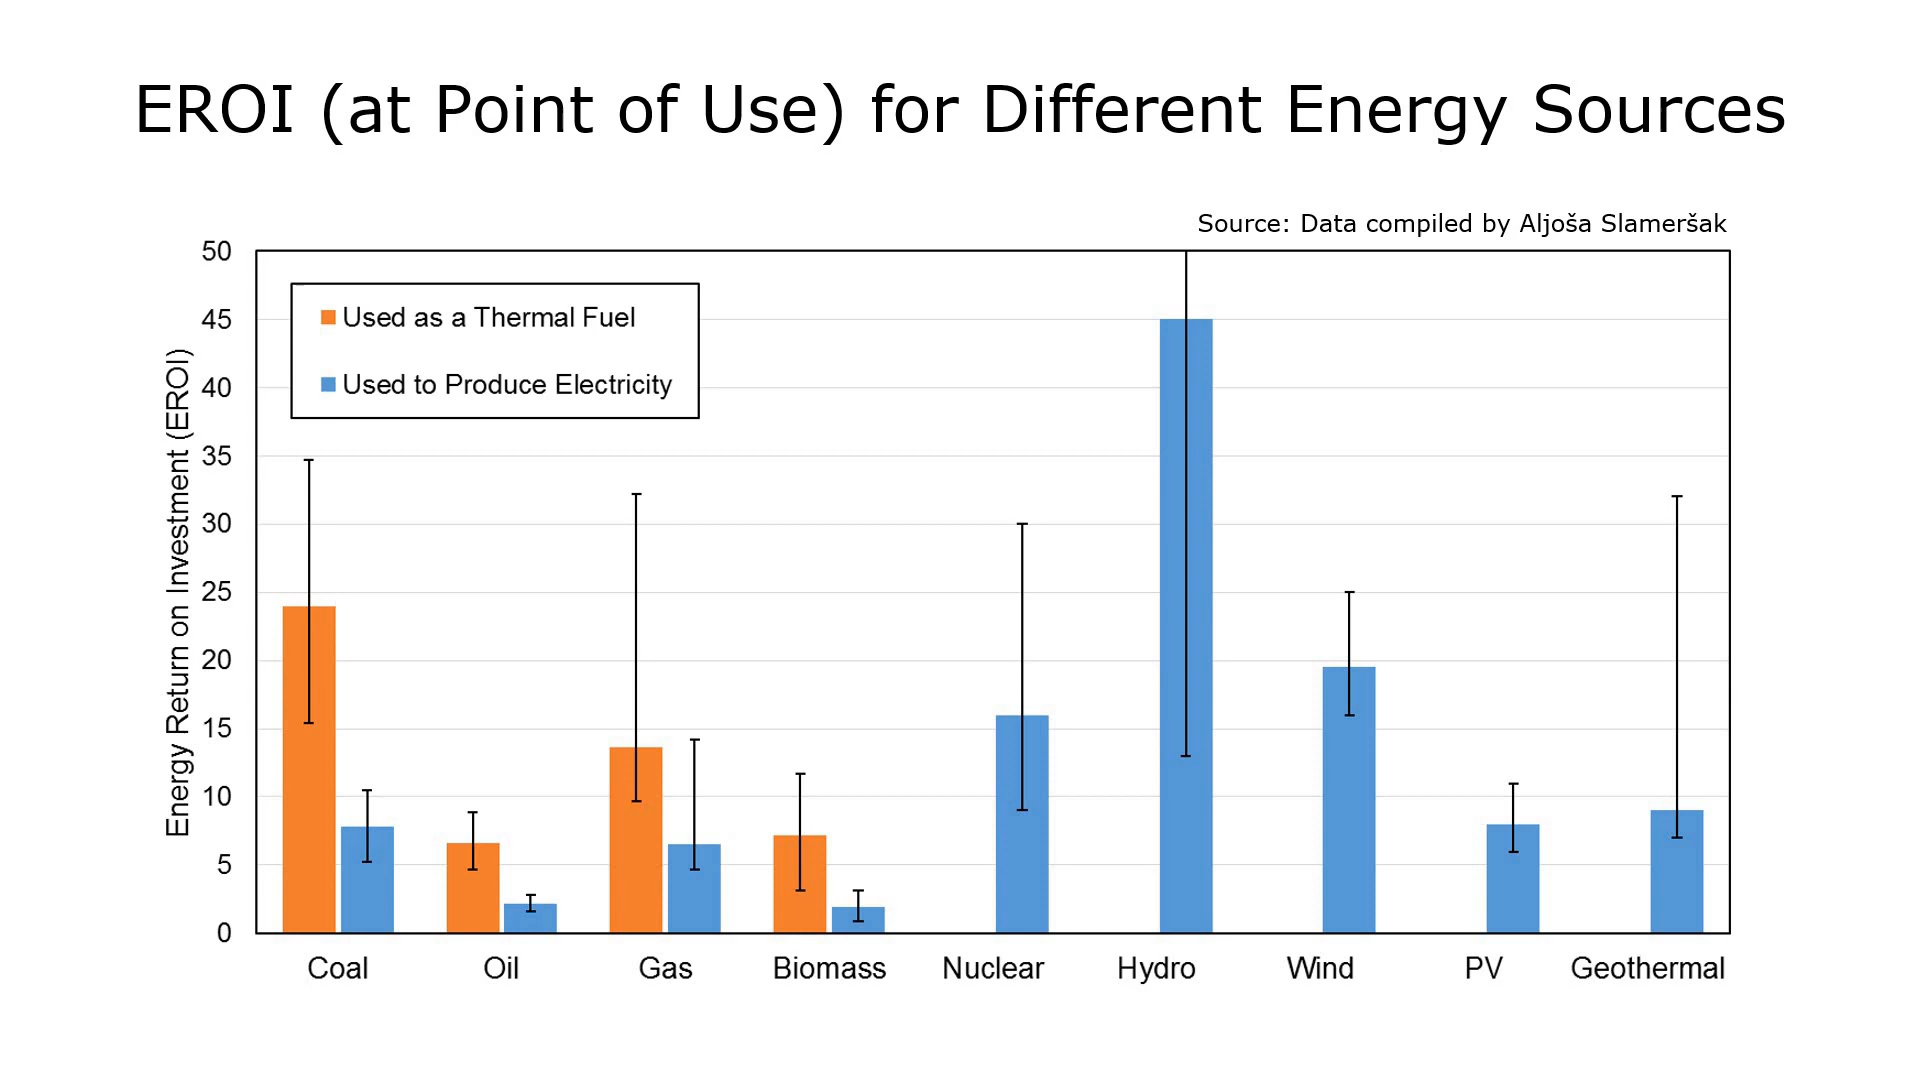 EROI (at Point of Use) for Different Energy Sources
Source: Data compiled by Aljoša Slameršak
Energy Return on Investment (EROI)
50
45
40
35
30
25
20
15
10
5
0
Used as a Thermal Fuel
Used to Produce Electricity
Coal Oil Gas Biomass Nuclear Hydro Wind PV Geothermal